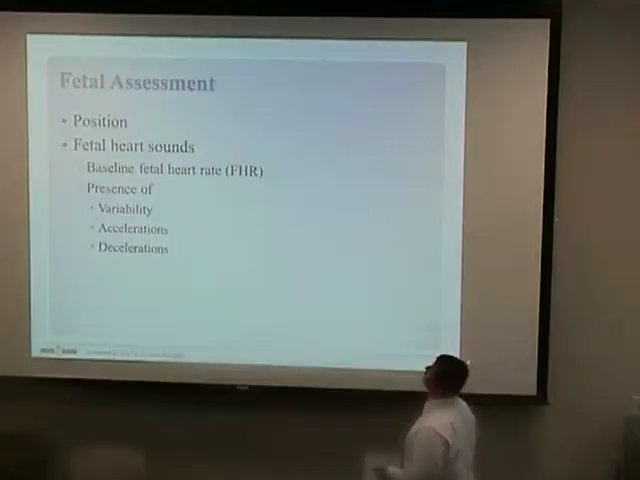 Fetal Assessment
• Position
• Fetal heart sounds
Baseline fetal heart rate (FHR)
Presence of
• Variability
• Accelerations
• Decelerations